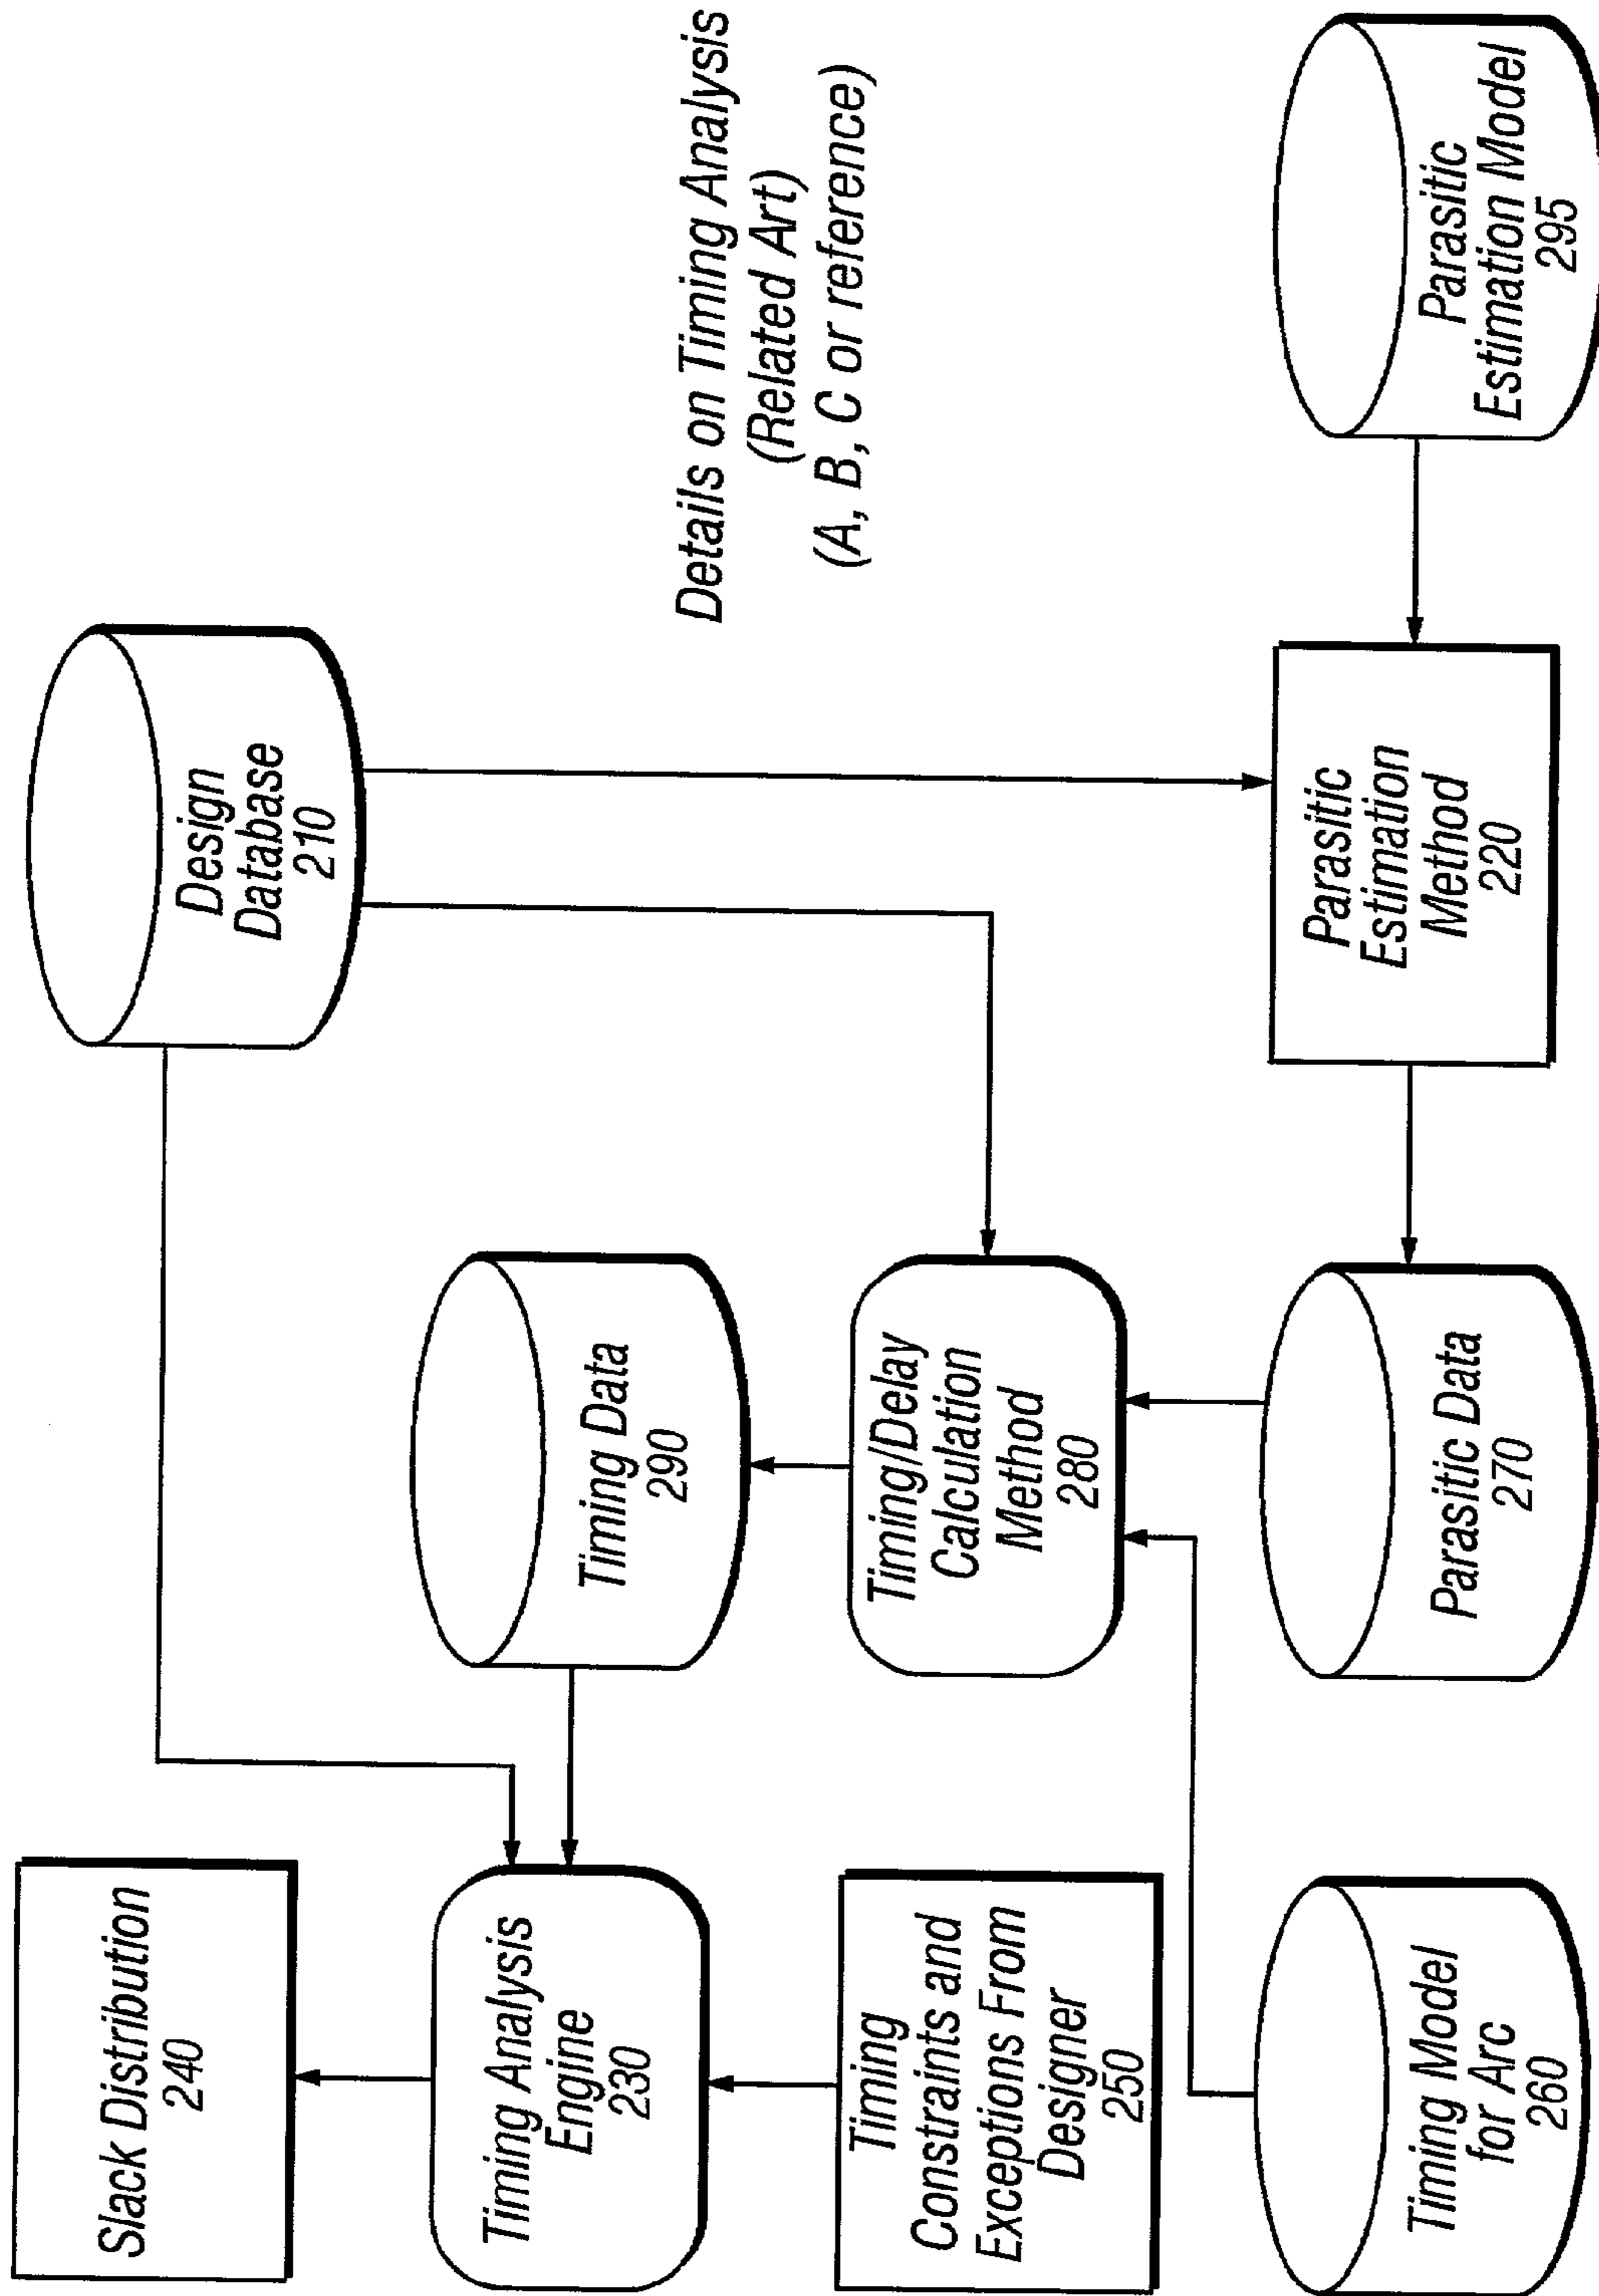 Slack Distribution
240
Timing Analysis
Engine
230
Timing
Constraints and
Exceptions From
Designer
250
Timing Model
for Arc
260
Timing Data
290
Timing/Delay
Calculation
Method
280
Parasitic Data
270
Design
Database
210
Parasitic
Estimation
Method
220
Details on Timing Analysis
(Related Art)
(A, B, C or reference)
Parasitic
Estimation Model
295